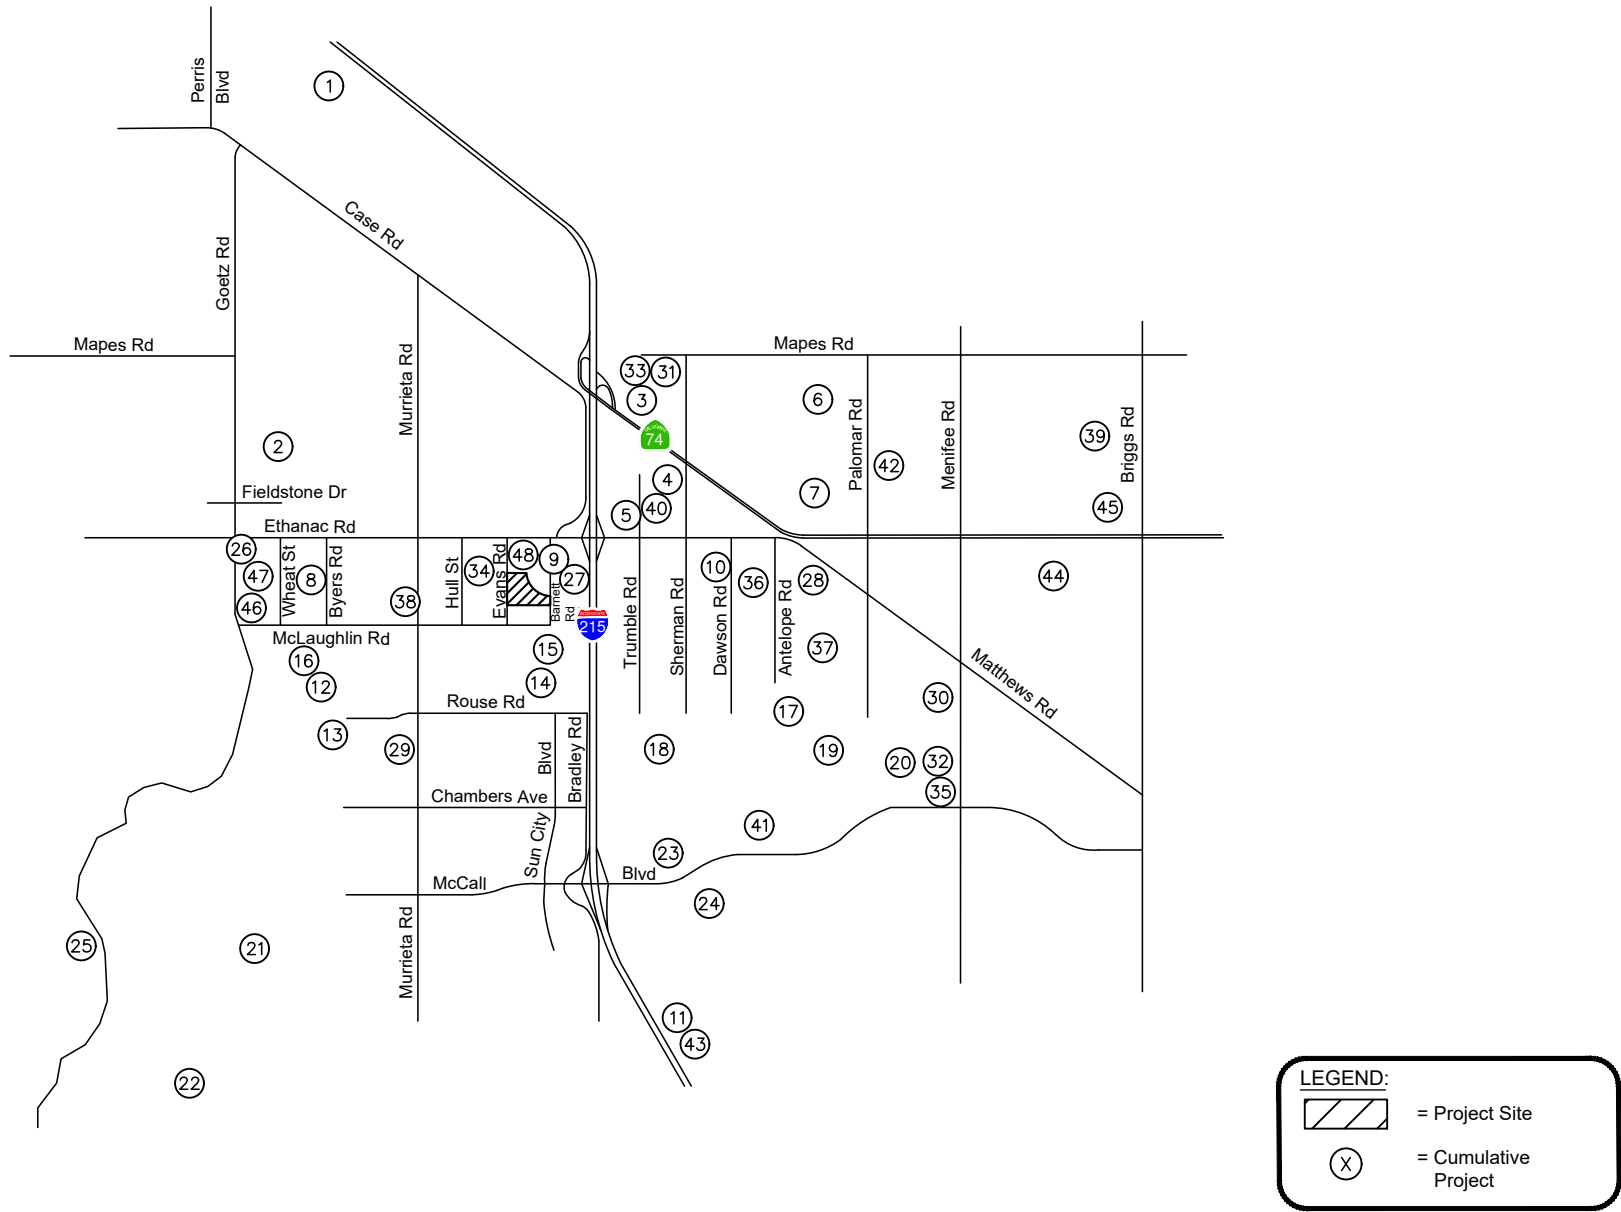 Perris
Blvd
1
Case Rd
Goetz Rd
Mapes Rd
Murrieta Rd
Mapes Rd
33
31
3
6
74
Palomar Rd
Menifee Rd
Briggs Rd
39
42
2
4
7
40
5
45
Fieldstone Dr
Ethanac Rd
26
47
46
Wheat St
8
Byers Rd
38
Hull St
34
Evans Rd
48
9
27
Barnett
Rd
INTERSTATE
215
Trumble Rd
Sherman Rd
10
Dawson Rd
36
Antelope Rd
28
44
37
McLaughlin Rd
16
12
15
14
Matthews Rd
30
17
Rouse Rd
13
29
Blvd
Bradley Rd
18
19
20
32
35
Chambers Ave
Sun City
41
23
McCall
Blvd
24
Murrieta Rd
25
21
11
43
22
LEGEND:
= Project Site
X
= Cumulative
Project